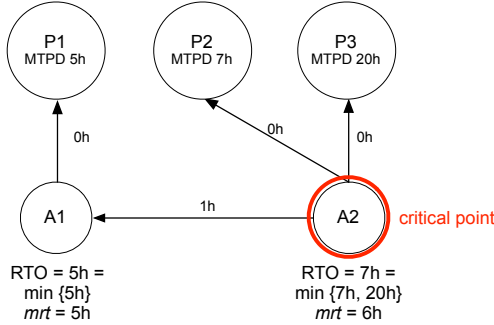 P1
MTPD 5h
P2
MTPD 7h
P3
MTPD 20h
0h
0h
0h
1h
A1
A2
critical point
RTO = 5h =
min {5h}
mrt = 5h
RTO = 7h =
min {7h, 20h}
mrt = 6h